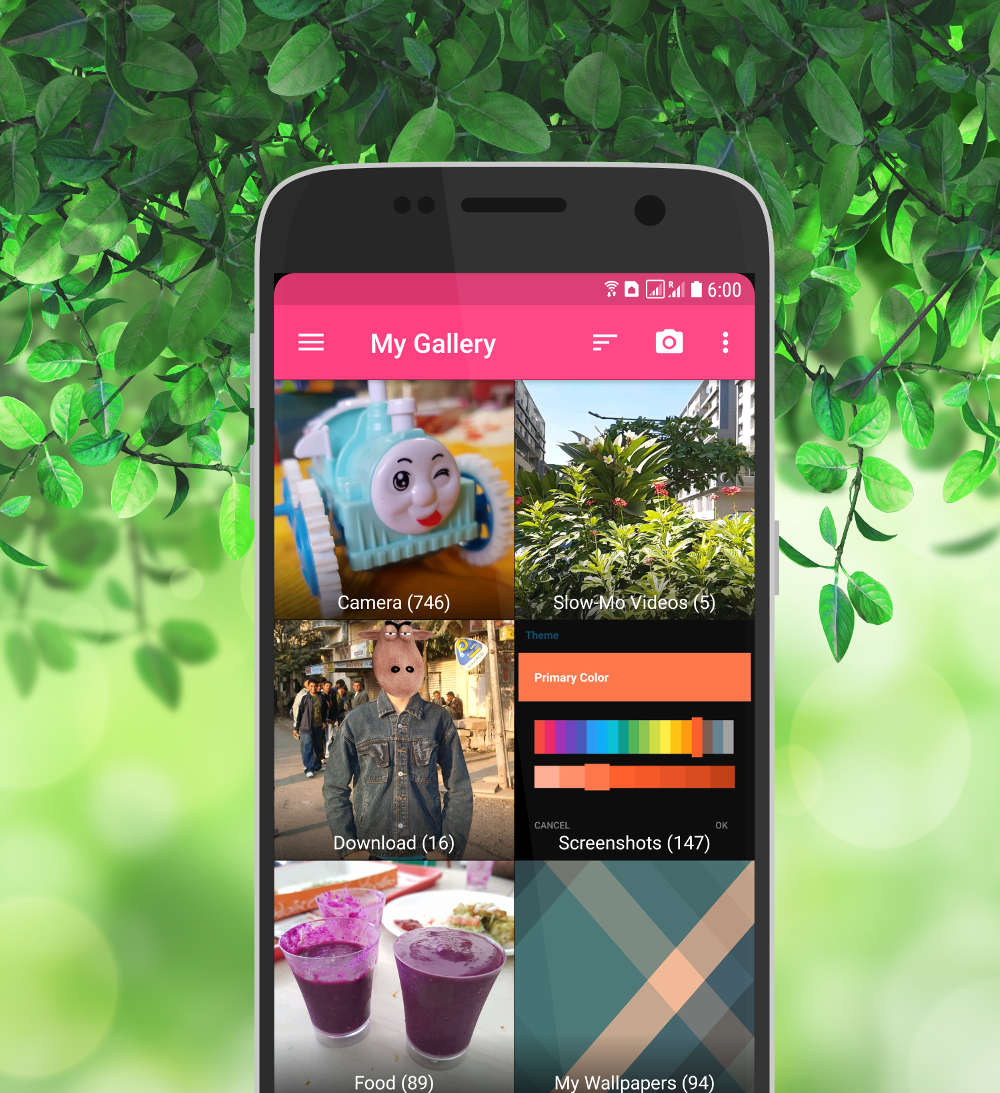 6:00
My Gallery
Camera (746)
Slow-Mo Videos (5)
Theme
Primary Color
CANCEL
OK
Download (16)
Screenshots (147)
Food (89)
My Wallpapers (94)